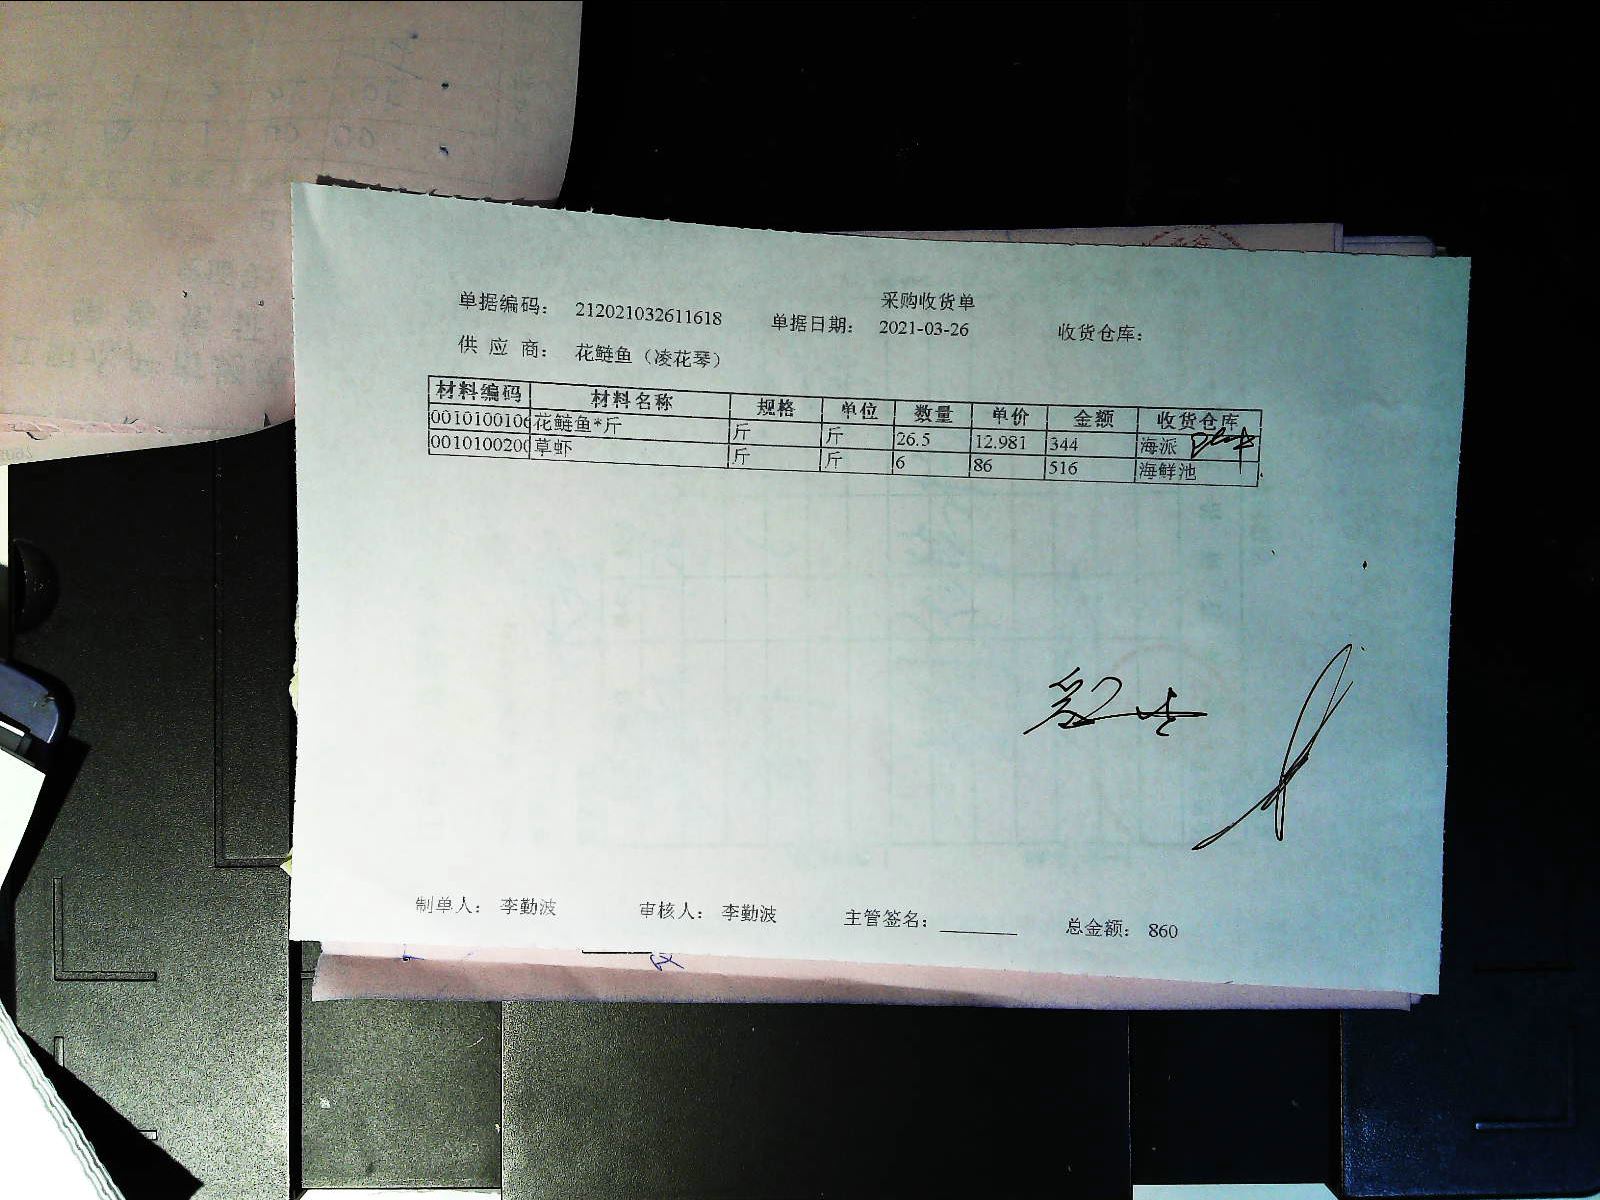 采购收货单
单据编码： 212021032611618 单据日期： 2021-03-26 收货仓库：
供 应 商： 花鲢鱼（凌花琴）
材料编码 材料名称 规格 单位 数量 单价 金额 收货仓库
0010100106 花鲢鱼*斤 斤 斤 26.5 12.981 344 海派
0010100200 草虾 斤 斤 6 86 516 海鲜池
制单人： 李勤波 审核人： 李勤波 主管签名： 总金额： 860